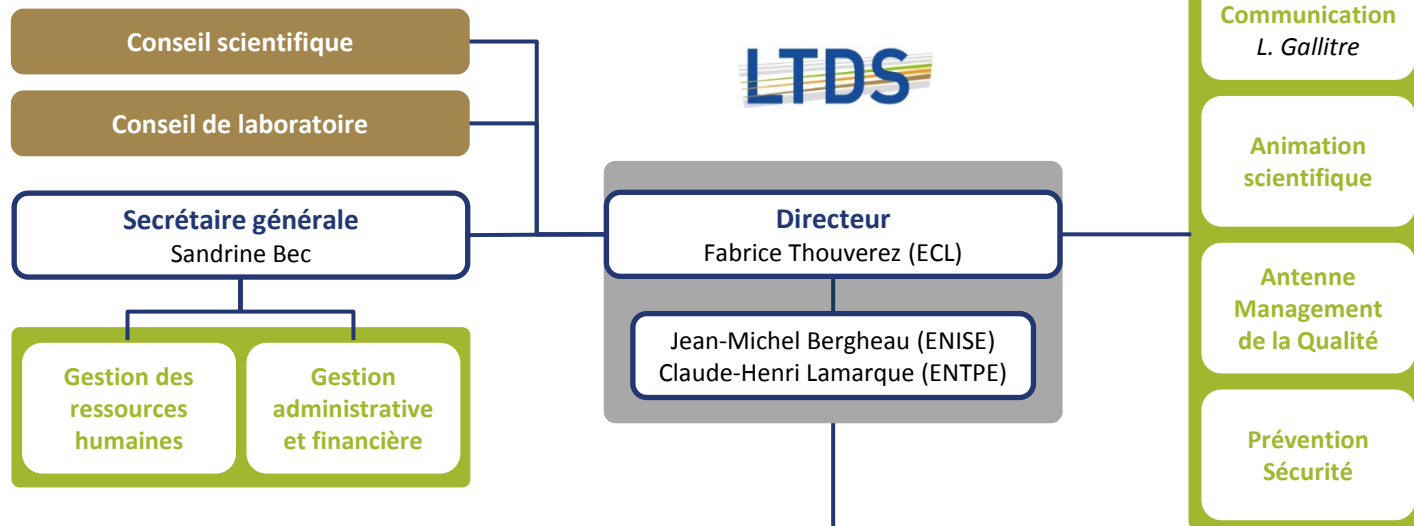 Conseil scientifique
Conseil de laboratoire
Secrétaire générale
Sandrine Bec
Gestion des
ressources
humaines
Gestion
administrative
et financière
LTDS
Directeur
Fabrice Thouverez (ECL)
Jean-Michel Bergheau (ENISE)
Claude-Henri Lamarque (ENTPE)
Communication
L. Gallitre
Animation
scientifique
Antenne
Management
de la Qualité
Prévention
Sécurité